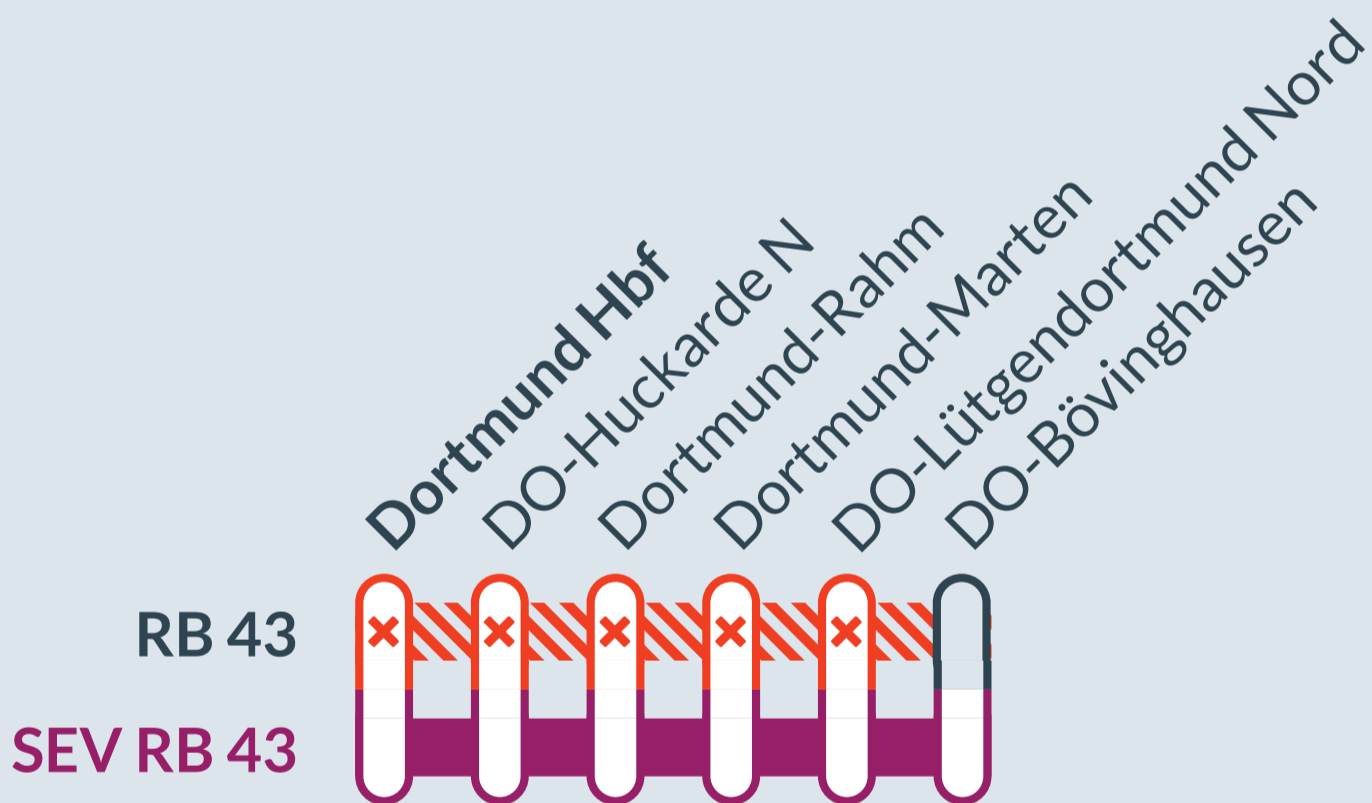 Dortmund Hbf
DO-Huckarde N
Dortmund-Rahm
Dortmund-Marten
DO-Lütgendortmund Nord
DO-Bövinghausen
RB 43
SEV RB 43